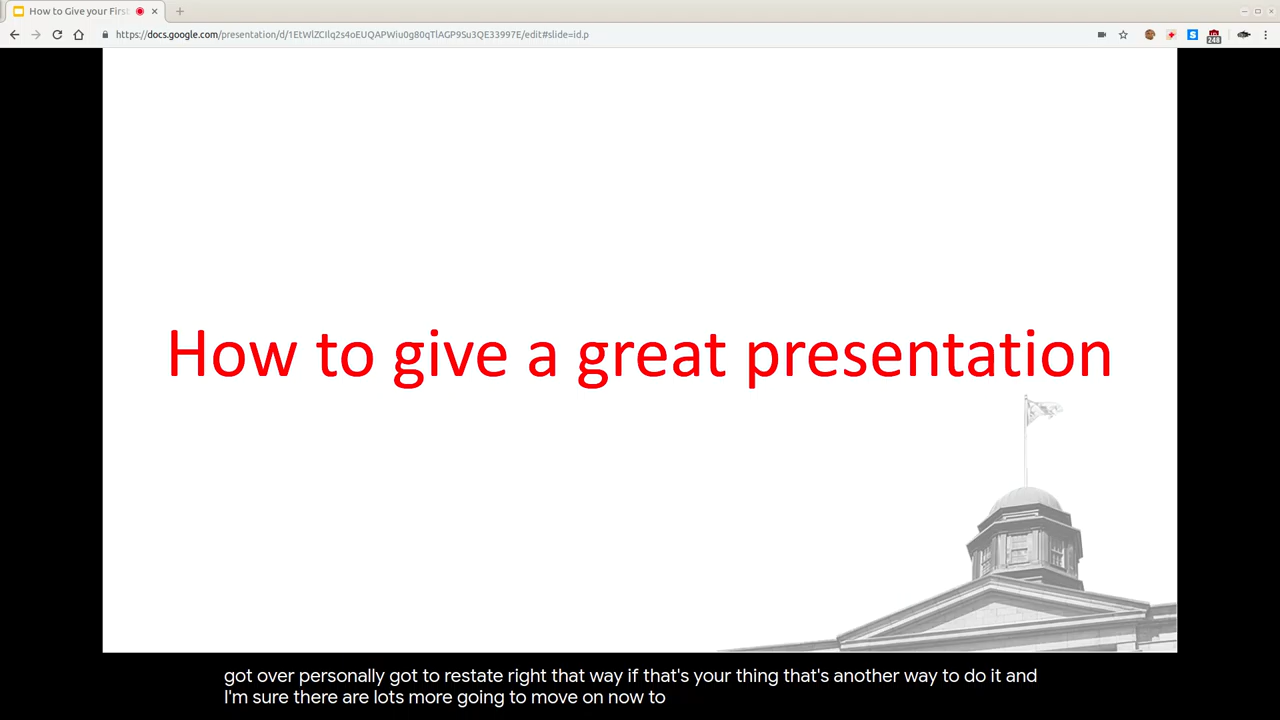 How to Give your First
https://docs.google.com/presentation/d/1EtWlZCIlq2s4oEUQAPWiu0g80qTlAGP9Su3QE33997E/edit#slide=id.p
248
How to give a great presentation
got over personally got to restate right that way if that's your thing that's another way to do it and
I'm sure there are lots more going to move on now to